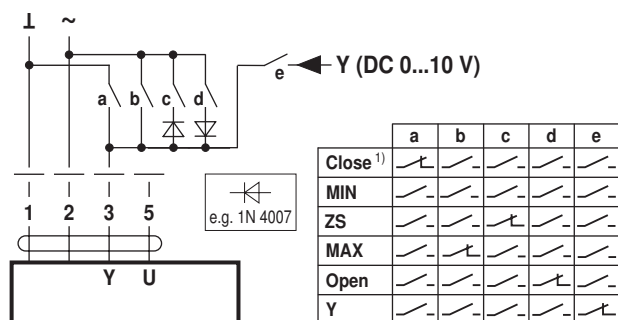 ⊥ ~
e Y (DC 0...10 V)
a b c d
a b c d e
Close 1)
MIN
ZS
MAX
Open
Y
e.g. 1N 4007
1 2 3 5
Y U